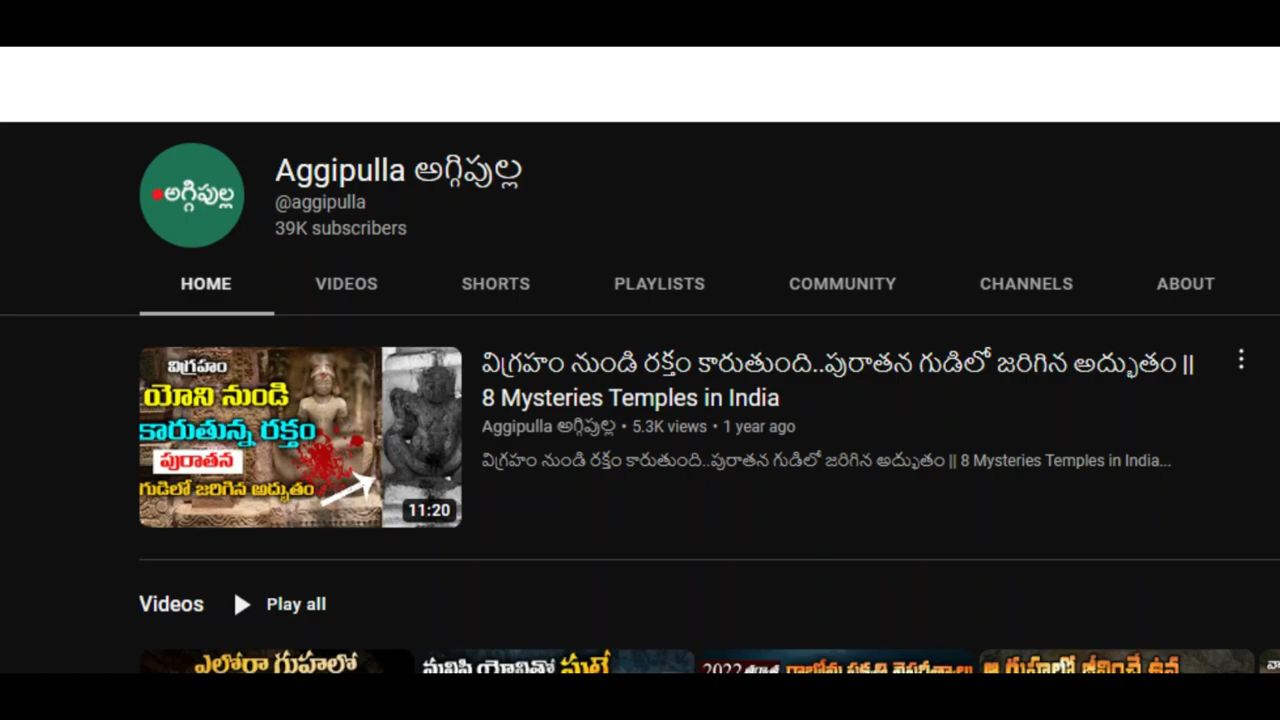 అగ్గిపుల్ల
Aggipulla అగ్గిపుల్ల
@aggipulla
39K subscribers
HOME VIDEOS SHORTS PLAYLISTS COMMUNITY CHANNELS ABOUT
విగ్రహం
యోని నుండి
కారుతున్న రక్తం
పురాతన
గుడిలో జరిగిన అద్భుతం
11:20
విగ్రహం నుండి రక్తం కారుతుంది..పురాతన గుడిలో జరిగిన అద్భుతం ||
8 Mysteries Temples in India
Aggipulla అగ్గిపుల్ల • 5.3K views • 1 year ago
విగ్రహం నుండి రక్తం కారుతుంది..పురాతన గుడిలో జరిగిన అద్భుతం || 8 Mysteries Temples in India...
Videos Play all
ఎలోరా గుహలో
2022